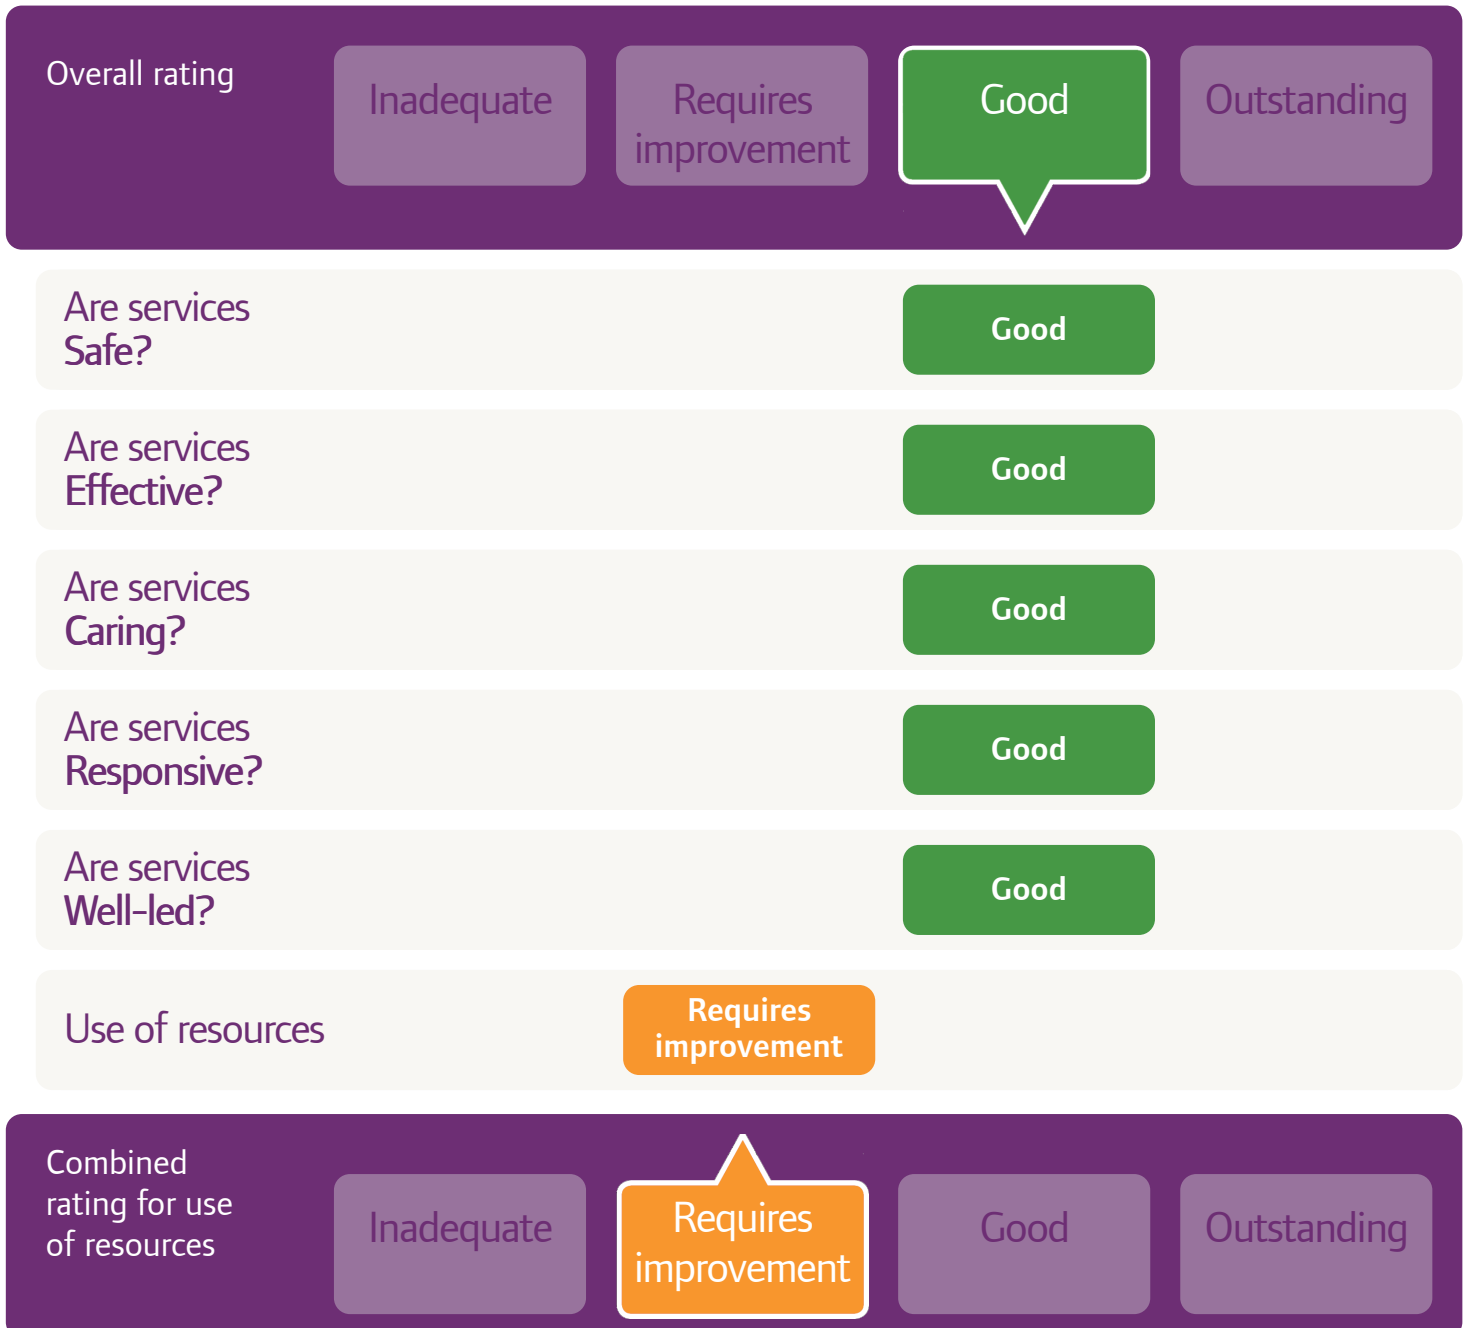 Overall rating
Inadequate
Requires
improvement
Good
Outstanding
Are services
Safe?
Good
Are services
Effective?
Good
Are services
Caring?
Good
Are services
Responsive?
Good
Are services
Well-led?
Good
Use of resources
Requires
improvement
Combined
rating for use
of resources
Inadequate
Requires
improvement
Good
Outstanding